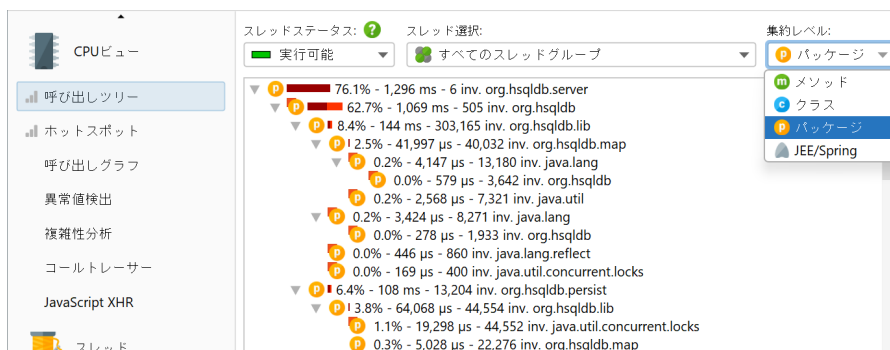 CPUビュー
呼び出しツリー
ホットスポット
呼び出しグラフ
異常値検出
複雑性分析
コールトレーサー
JavaScript XHR
スレッド
スレッドステータス: ?
実行可能
スレッド選択:
すべてのスレッドグループ
集約レベル:
p パッケージ
m メソッド
c クラス
p パッケージ
JEE/Spring
p 76.1% - 1,296 ms - 6 inv. org.hsqldb.server
p 62.7% - 1,069 ms - 505 inv. org.hsqldb
p 8.4% - 144 ms - 303,165 inv. org.hsqldb.lib
p 2.5% - 41,997 µs - 40,032 inv. org.hsqldb.map
p 0.2% - 4,147 µs - 13,180 inv. java.lang
p 0.0% - 579 µs - 3,642 inv. org.hsqldb
p 0.2% - 2,568 µs - 7,321 inv. java.util
p 0.2% - 3,424 µs - 8,271 inv. java.lang
p 0.0% - 278 µs - 1,933 inv. org.hsqldb
p 0.0% - 446 µs - 860 inv. java.lang.reflect
p 0.0% - 169 µs - 400 inv. java.util.concurrent.locks
p 6.4% - 108 ms - 13,204 inv. org.hsqldb.persist
p 3.8% - 64,068 µs - 44,554 inv. org.hsqldb.lib
p 1.1% - 19,298 µs - 44,552 inv. java.util.concurrent.locks
p 0.3% - 5,028 µs - 22,276 inv. org.hsqldb.map